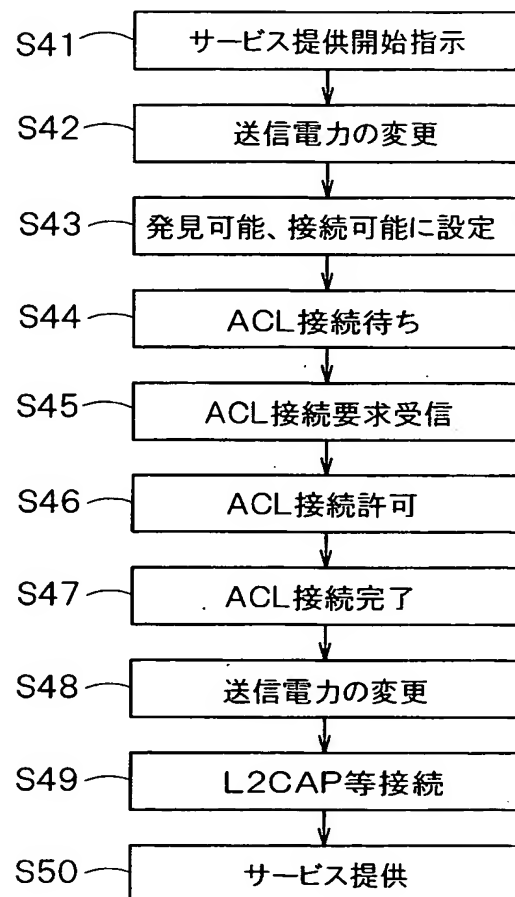 S41 サービス提供開始指示
S42 送信電力の変更
S43 発見可能、接続可能に設定
S44 ACL接続待ち
S45 ACL接続要求受信
S46 ACL接続許可
S47 ACL接続完了
S48 送信電力の変更
S49 L2CAP等接続
S50 サービス提供